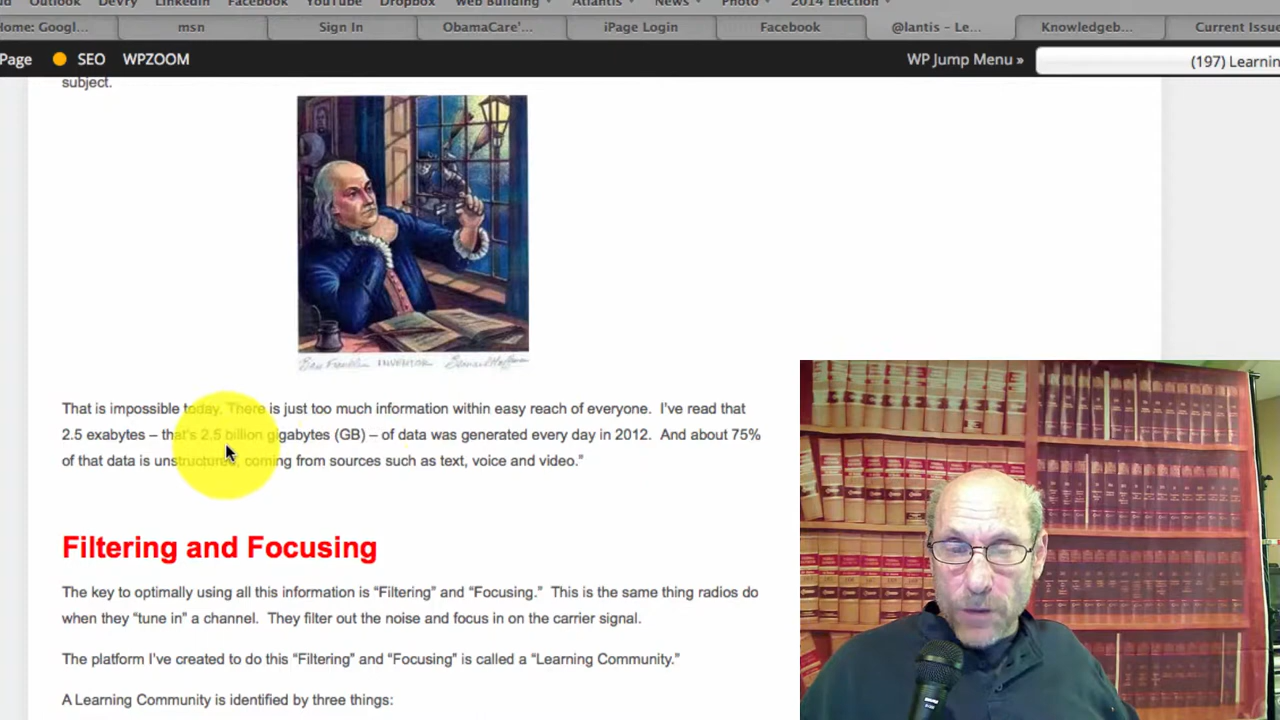 Outlook DeVry LinkedIn Facebook YouTube Dropbox Web Building Atlantis News Photo 2014 Election
Home: Googl... msn Sign In ObamaCare'... iPage Login Facebook @lantis – Le... Knowledgeb... Current Issue
Page SEO WPZOOM WP Jump Menu » (197) Learnin
subject.
Ben Franklin INVENTOR
That is impossible today. There is just too much information within easy reach of everyone. I've read that
2.5 exabytes – that's 2.5 billion gigabytes (GB) – of data was generated every day in 2012. And about 75%
of that data is unstructured, coming from sources such as text, voice and video."
Filtering and Focusing
The key to optimally using all this information is “Filtering” and “Focusing.” This is the same thing radios do
when they “tune in” a channel. They filter out the noise and focus in on the carrier signal.
The platform I've created to do this “Filtering” and “Focusing” is called a “Learning Community.”
A Learning Community is identified by three things: